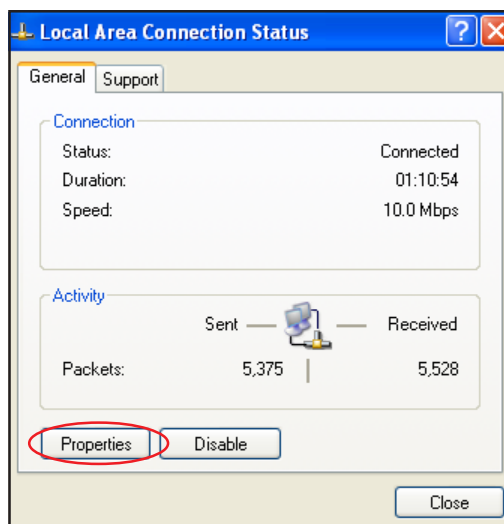 Local Area Connection Status
General Support
Connection
Status: Connected
Duration: 01:10:54
Speed: 10.0 Mbps
Activity
Sent Received
Packets: 5,375 5,528
Properties Disable
Close